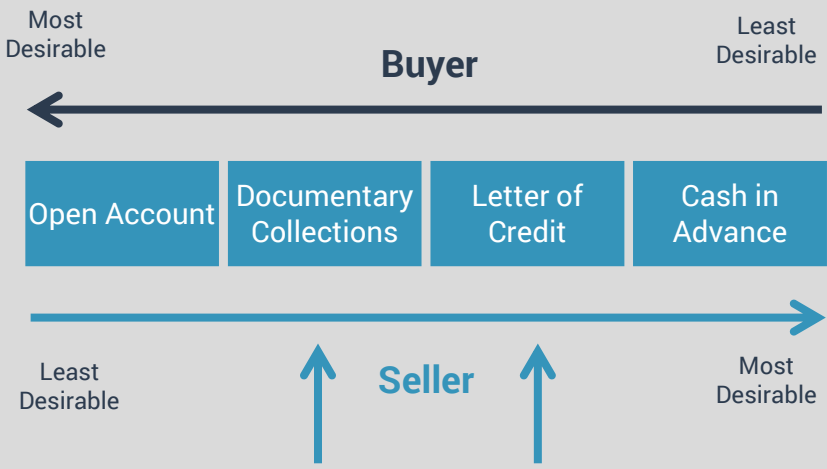 Most
Desirable
Least
Desirable
Buyer
Open Account
Documentary
Collections
Letter of
Credit
Cash in
Advance
Least
Desirable
Seller
Most
Desirable